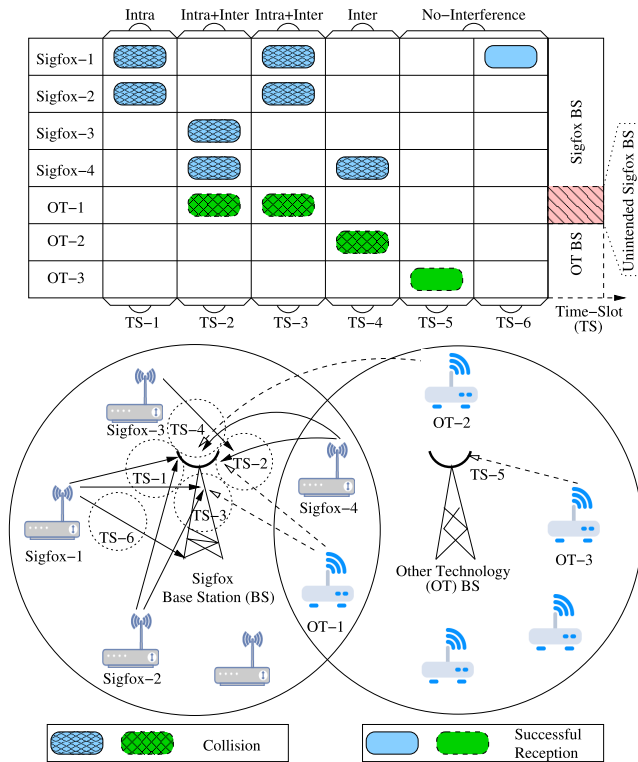 Intra
Intra+Inter
Intra+Inter
Inter
No−Interference
Sigfox−1
Sigfox−2
Sigfox−3
Sigfox−4
OT−1
OT−2
OT−3
Sigfox BS
OT BS
Unintended Sigfox BS
TS−1
TS−2
TS−3
TS−4
TS−5
TS−6
Time−Slot
(TS)
Sigfox−3
TS−4
OT−2
TS−2
TS−1
TS−5
Sigfox−4
TS−3
TS−6
Sigfox−1
OT−3
Sigfox
Base Station (BS)
Other Technology
(OT) BS
OT−1
Sigfox−2
Collision
Successful
Reception